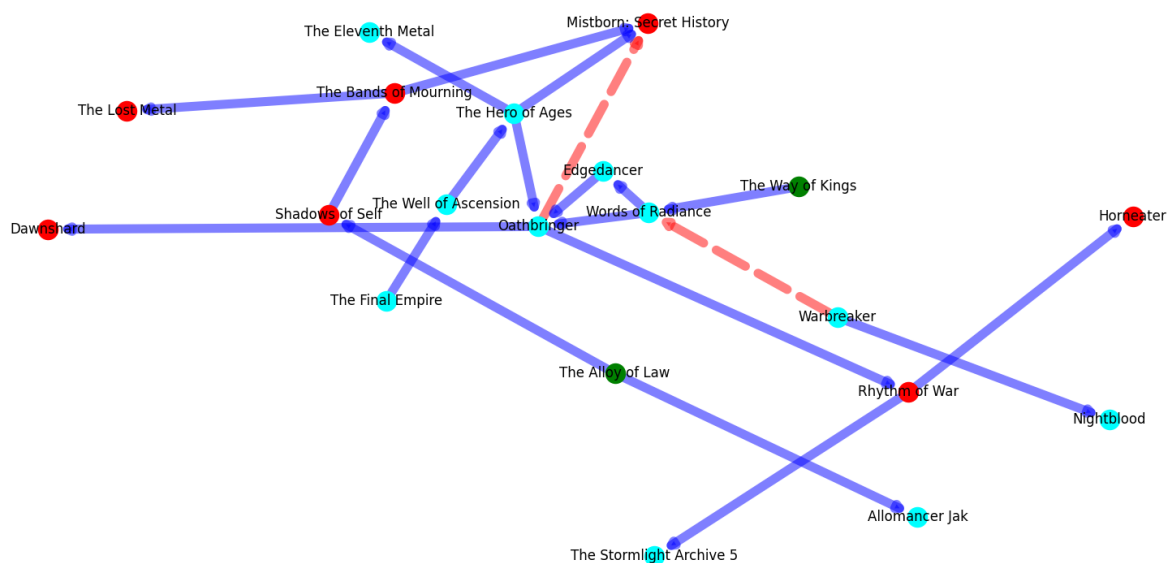 Mistborn: Secret History
The Eleventh Metal
The Bands of Mourning
The Lost Metal
The Hero of Ages
Edgedancer
The Way of Kings
The Well of Ascension
Shadows of Self
Words of Radiance
Horneater
Dawnshard
Oathbringer
The Final Empire
Warbreaker
The Alloy of Law
Rhythm of War
Nightblood
Allomancer Jak
The Stormlight Archive 5